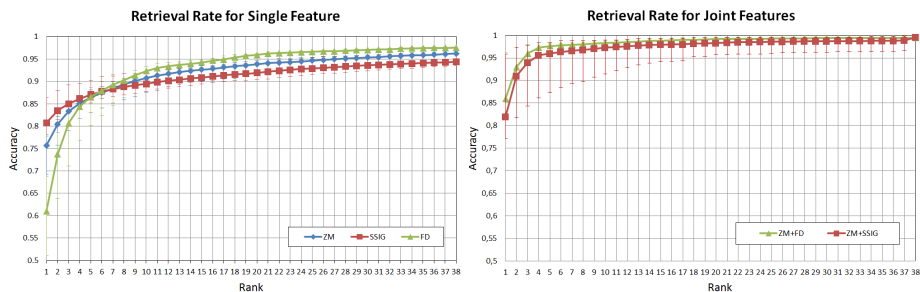 Retrieval Rate for Single Feature
1
0.95
0.9
0.85
0.8
0.75
0.7
0.65
0.6
0.55
0.5
Accuracy
ZM SSIG FD
1 2 3 4 5 6 7 8 9 10 11 12 13 14 15 16 17 18 19 20 21 22 23 24 25 26 27 28 29 30 31 32 33 34 35 36 37 38
Rank
Retrieval Rate for Joint Features
1
0,95
0,9
0,85
0,8
0,75
0,7
0,65
0,6
0,55
0,5
Accuracy
ZM+FD ZM+SSIG
1 2 3 4 5 6 7 8 9 10 11 12 13 14 15 16 17 18 19 20 21 22 23 24 25 26 27 28 29 30 31 32 33 34 35 36 37 38
Rank